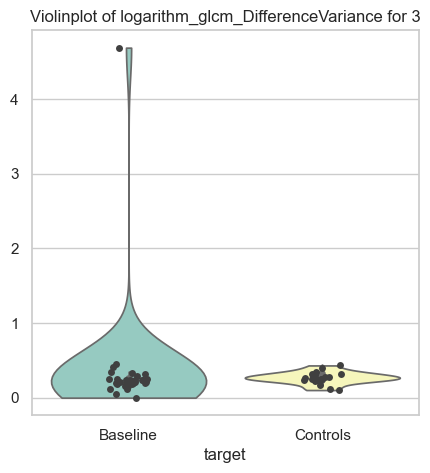 Violinplot of logarithm_glcm_DifferenceVariance for 3
4
3
2
1
0
Baseline
Controls
target